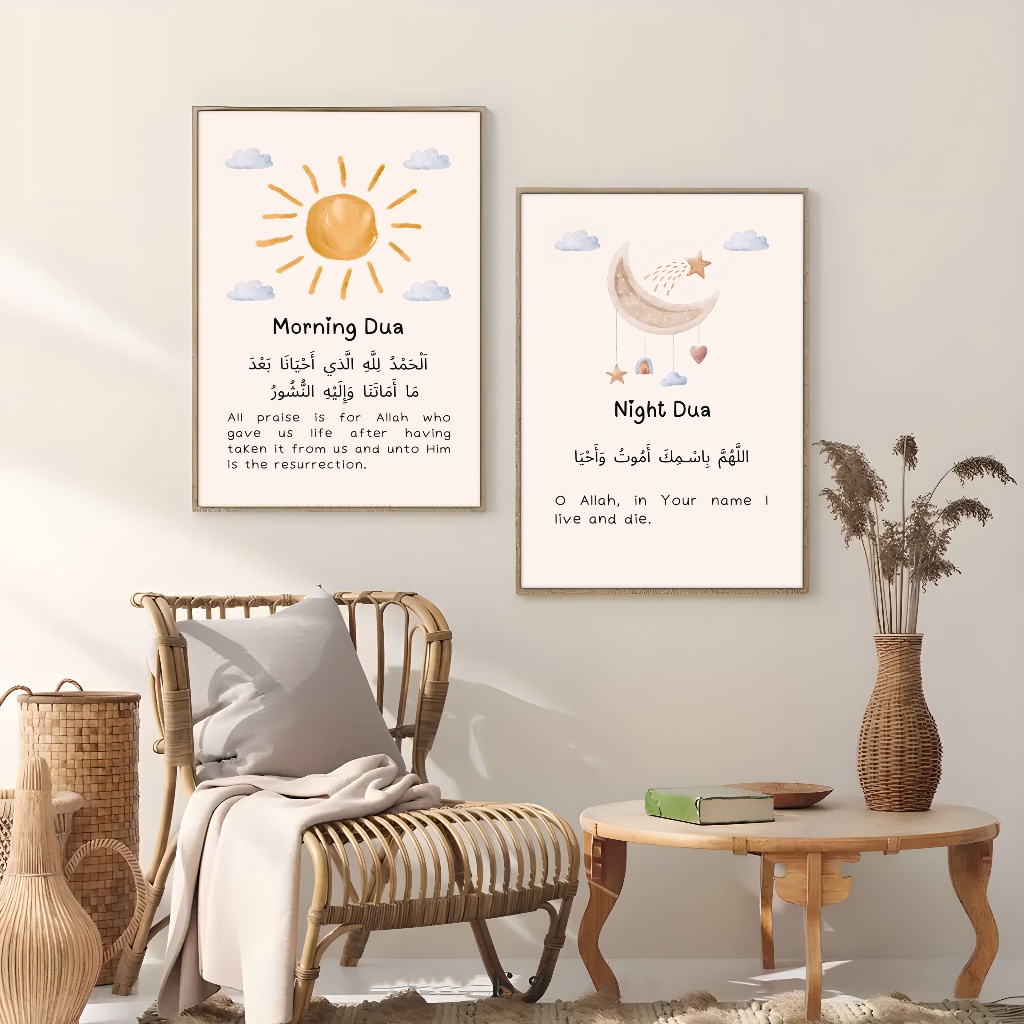 Morning Dua
اَلْحَمْدُ لِلَّهِ الَّذي أَحْيَانَا بَعْدَ
مَا أَمَاتَنَا وَإِلَيْهِ النُّشُورُ
All praise is for Allah who
gave us life after having
taken it from us and unto Him
is the resurrection.
Night Dua
اللَّهُمَّ بِاسْمِكَ أَمُوتُ وَأَحْيَا
O Allah, in Your name I
live and die.